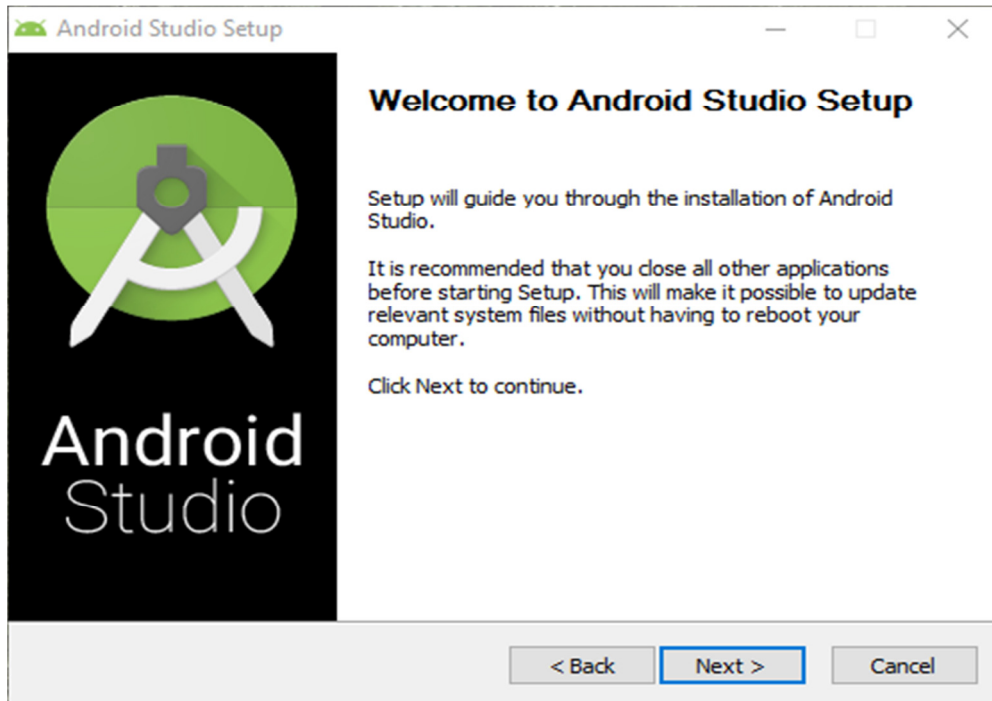 Android Studio Setup
Welcome to Android Studio Setup
Setup will guide you through the installation of Android
Studio.
It is recommended that you close all other applications
before starting Setup. This will make it possible to update
relevant system files without having to reboot your
computer.
Click Next to continue.
Android
Studio
< Back
Next >
Cancel